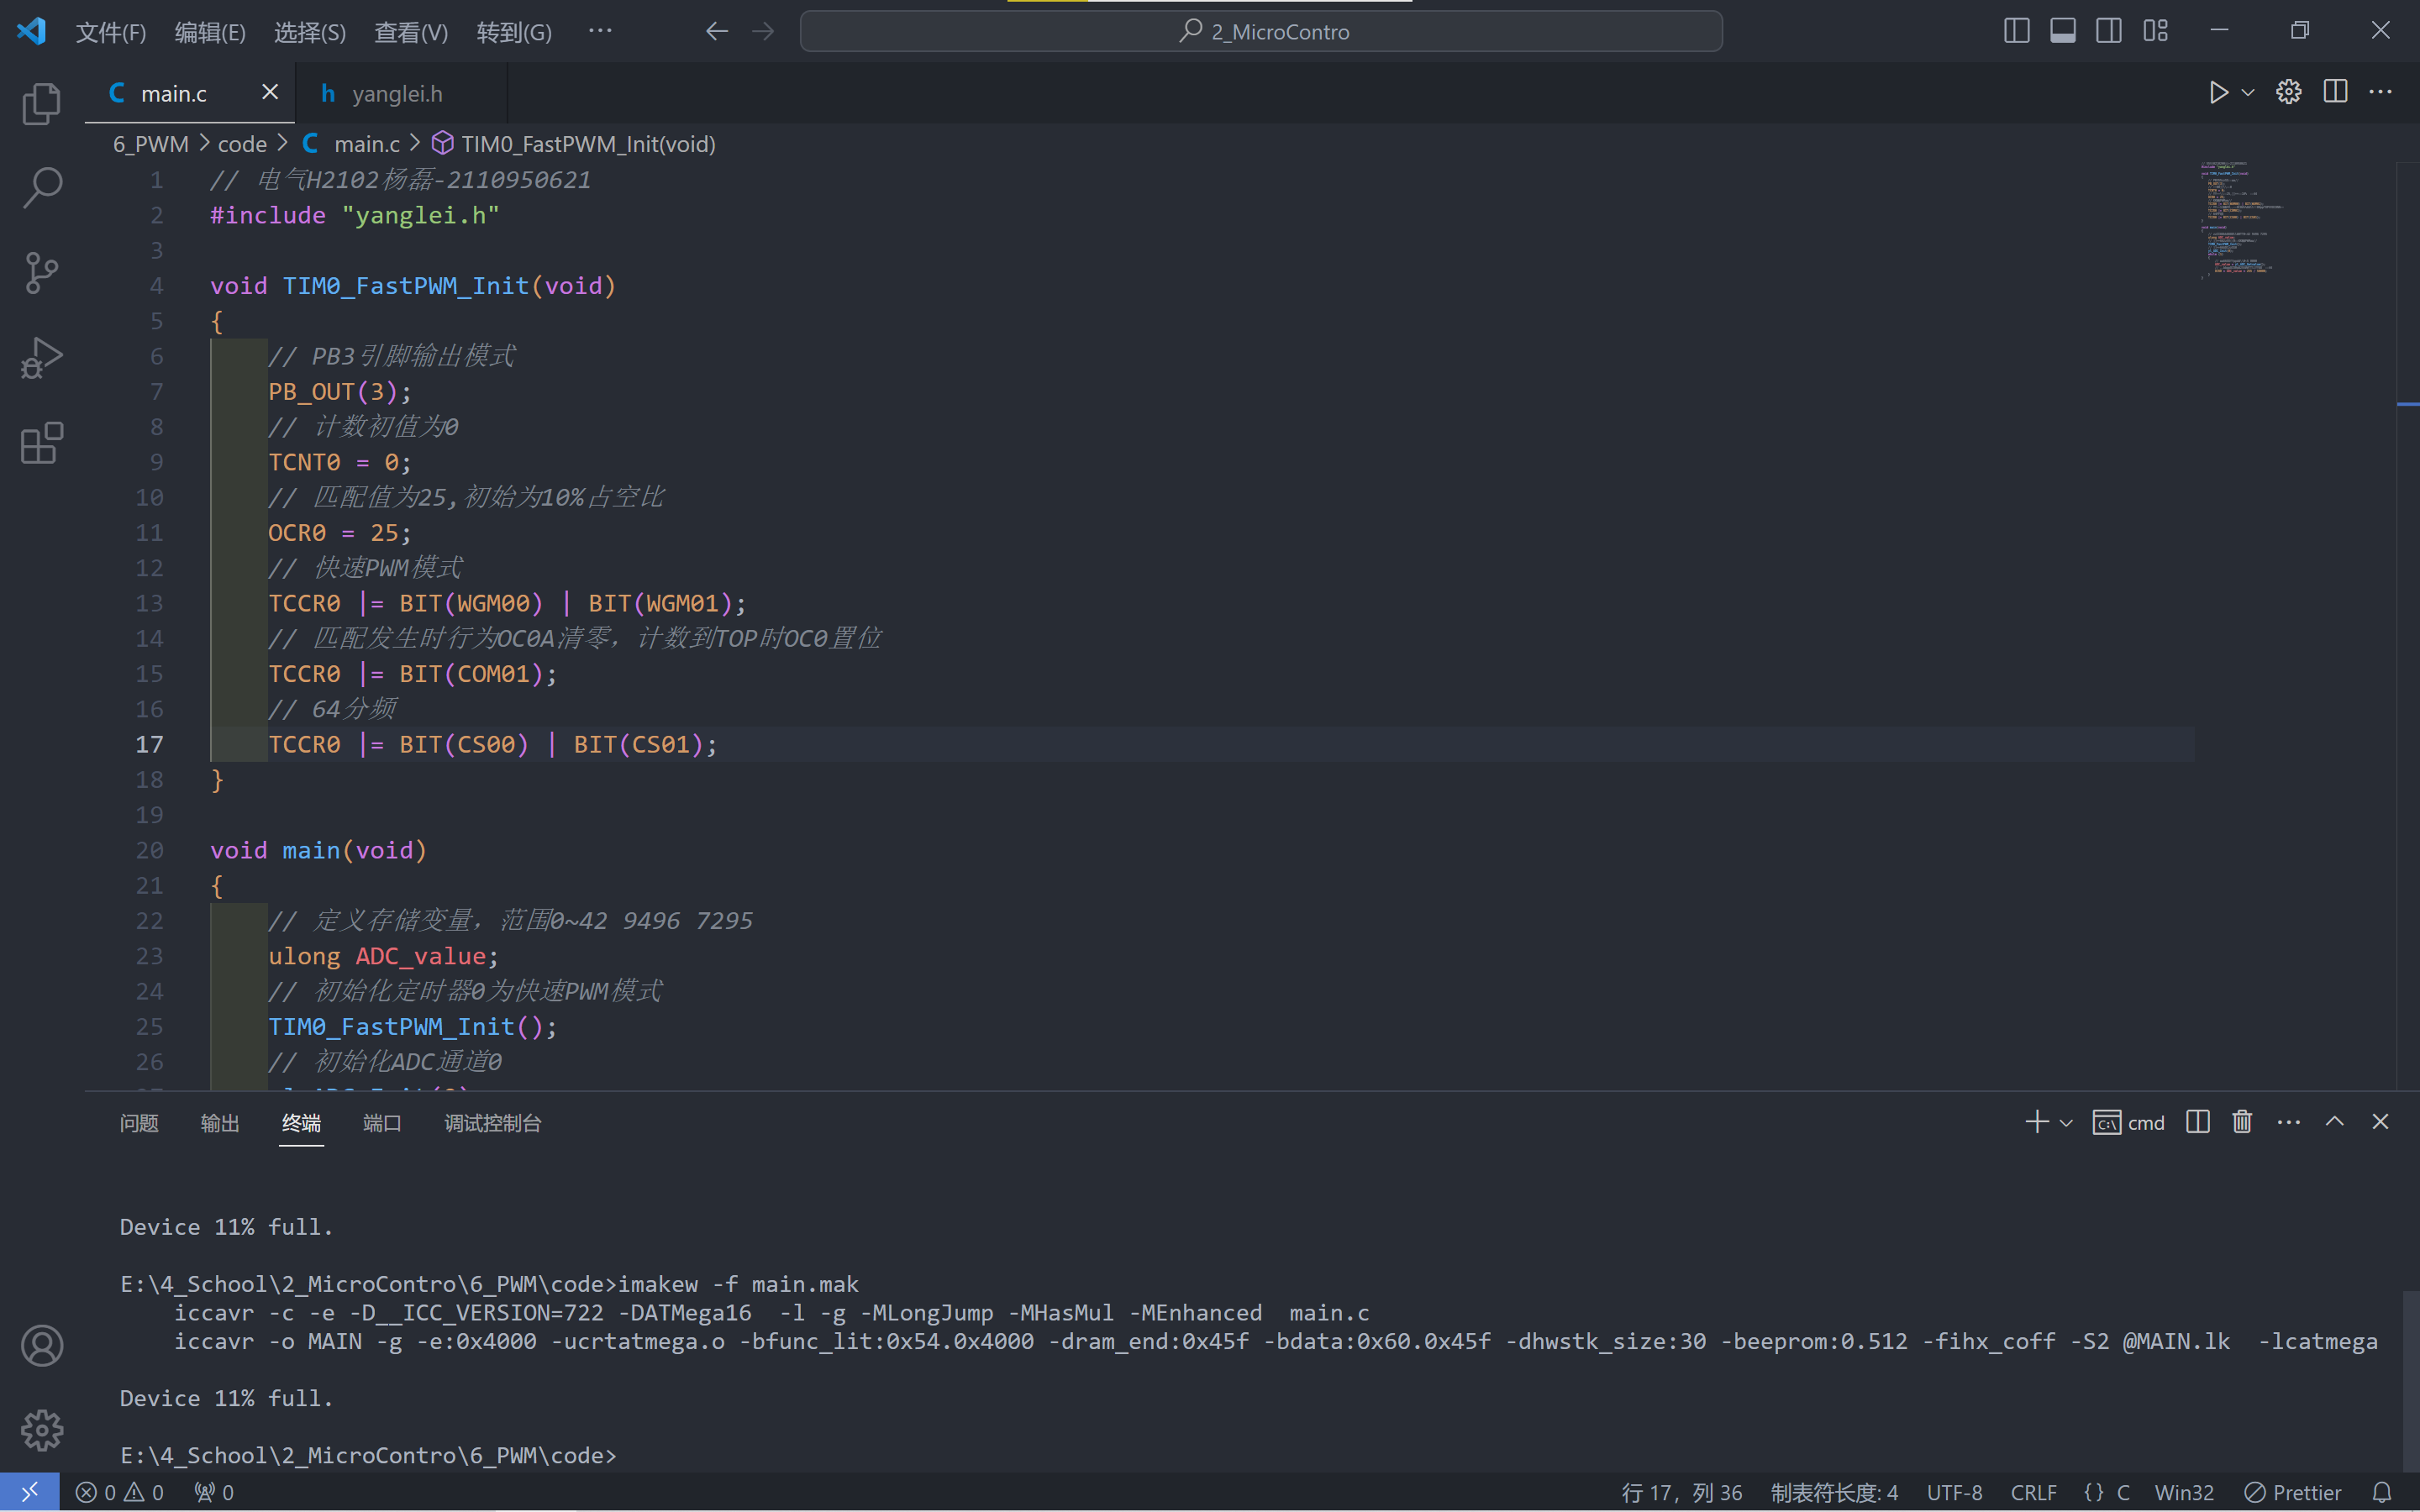 文件(F) 编辑(E) 选择(S) 查看(V) 转到(G) ··· 2_MicroContro
main.c yanglei.h
6_PWM > code > C main.c > TIM0_FastPWM_Init(void)
1 // 电气H2102杨磊-2110950621
2 #include "yanglei.h"
3
4 void TIM0_FastPWM_Init(void)
5 {
6 // PB3引脚输出模式
7 PB_OUT(3);
8 // 计数初值为0
9 TCNT0 = 0;
10 // 匹配值为25,初始为10%占空比
11 OCR0 = 25;
12 // 快速PWM模式
13 TCCR0 |= BIT(WGM00) | BIT(WGM01);
14 // 匹配发生时行为OC0A清零，计数到TOP时OC0置位
15 TCCR0 |= BIT(COM01);
16 // 64分频
17 TCCR0 |= BIT(CS00) | BIT(CS01);
18 }
19
20 void main(void)
21 {
22 // 定义存储变量，范围0~42 9496 7295
23 ulong ADC_value;
24 // 初始化定时器0为快速PWM模式
25 TIM0_FastPWM_Init();
26 // 初始化ADC通道0
问题 输出 终端 端口 调试控制台 cmd
Device 11% full.
E:\4_School\2_MicroContro\6_PWM\code>imakew -f main.mak
iccavr -c -e -D__ICC_VERSION=722 -DATMega16 -l -g -MLongJump -MHasMul -MEnhanced main.c
iccavr -o MAIN -g -e:0x4000 -ucrtatmega.o -bfunc_lit:0x54.0x4000 -dram_end:0x45f -bdata:0x60.0x45f -dhwstk_size:30 -beeprom:0.512 -fihx_coff -S2 @MAIN.lk -lcatmega
Device 11% full.
E:\4_School\2_MicroContro\6_PWM\code>
0 0 0 行 17，列 36 制表符长度: 4 UTF-8 CRLF {} C Win32 Prettier